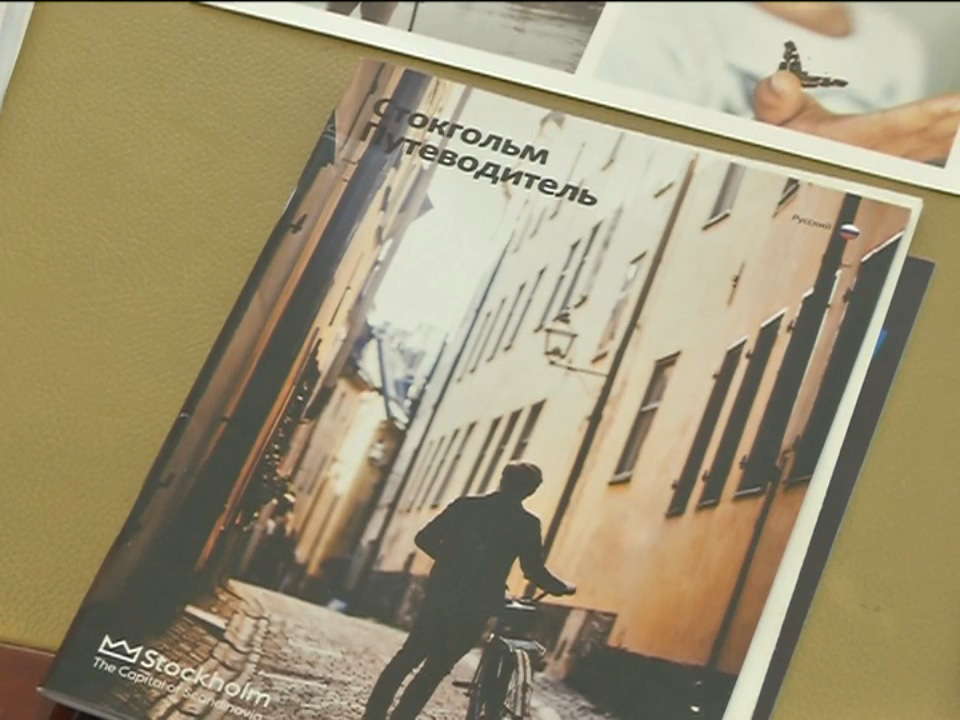 Стокгольм
Путеводитель
Русский
Stockholm
The Capital of Scandinavia